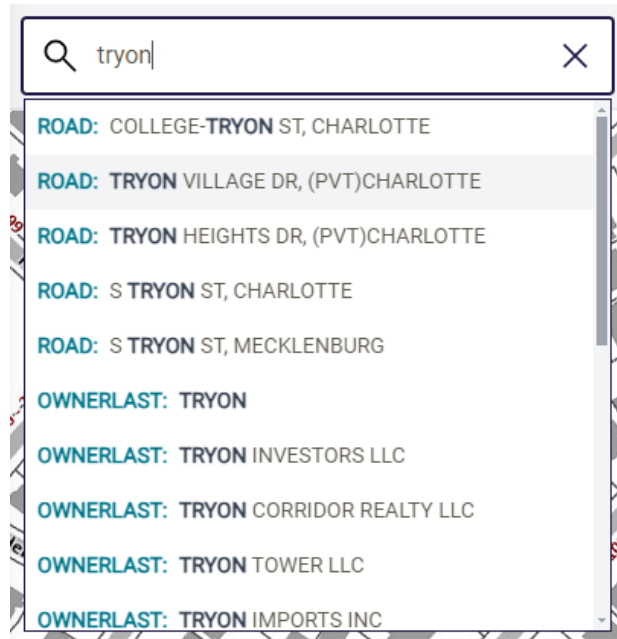 tryon
ROAD: COLLEGE-TRYON ST, CHARLOTTE
ROAD: TRYON VILLAGE DR, (PVT)CHARLOTTE
ROAD: TRYON HEIGHTS DR, (PVT)CHARLOTTE
ROAD: S TRYON ST, CHARLOTTE
ROAD: S TRYON ST, MECKLENBURG
OWNERLAST: TRYON
OWNERLAST: TRYON INVESTORS LLC
OWNERLAST: TRYON CORRIDOR REALTY LLC
OWNERLAST: TRYON TOWER LLC
OWNERLAST: TRYON IMPORTS INC